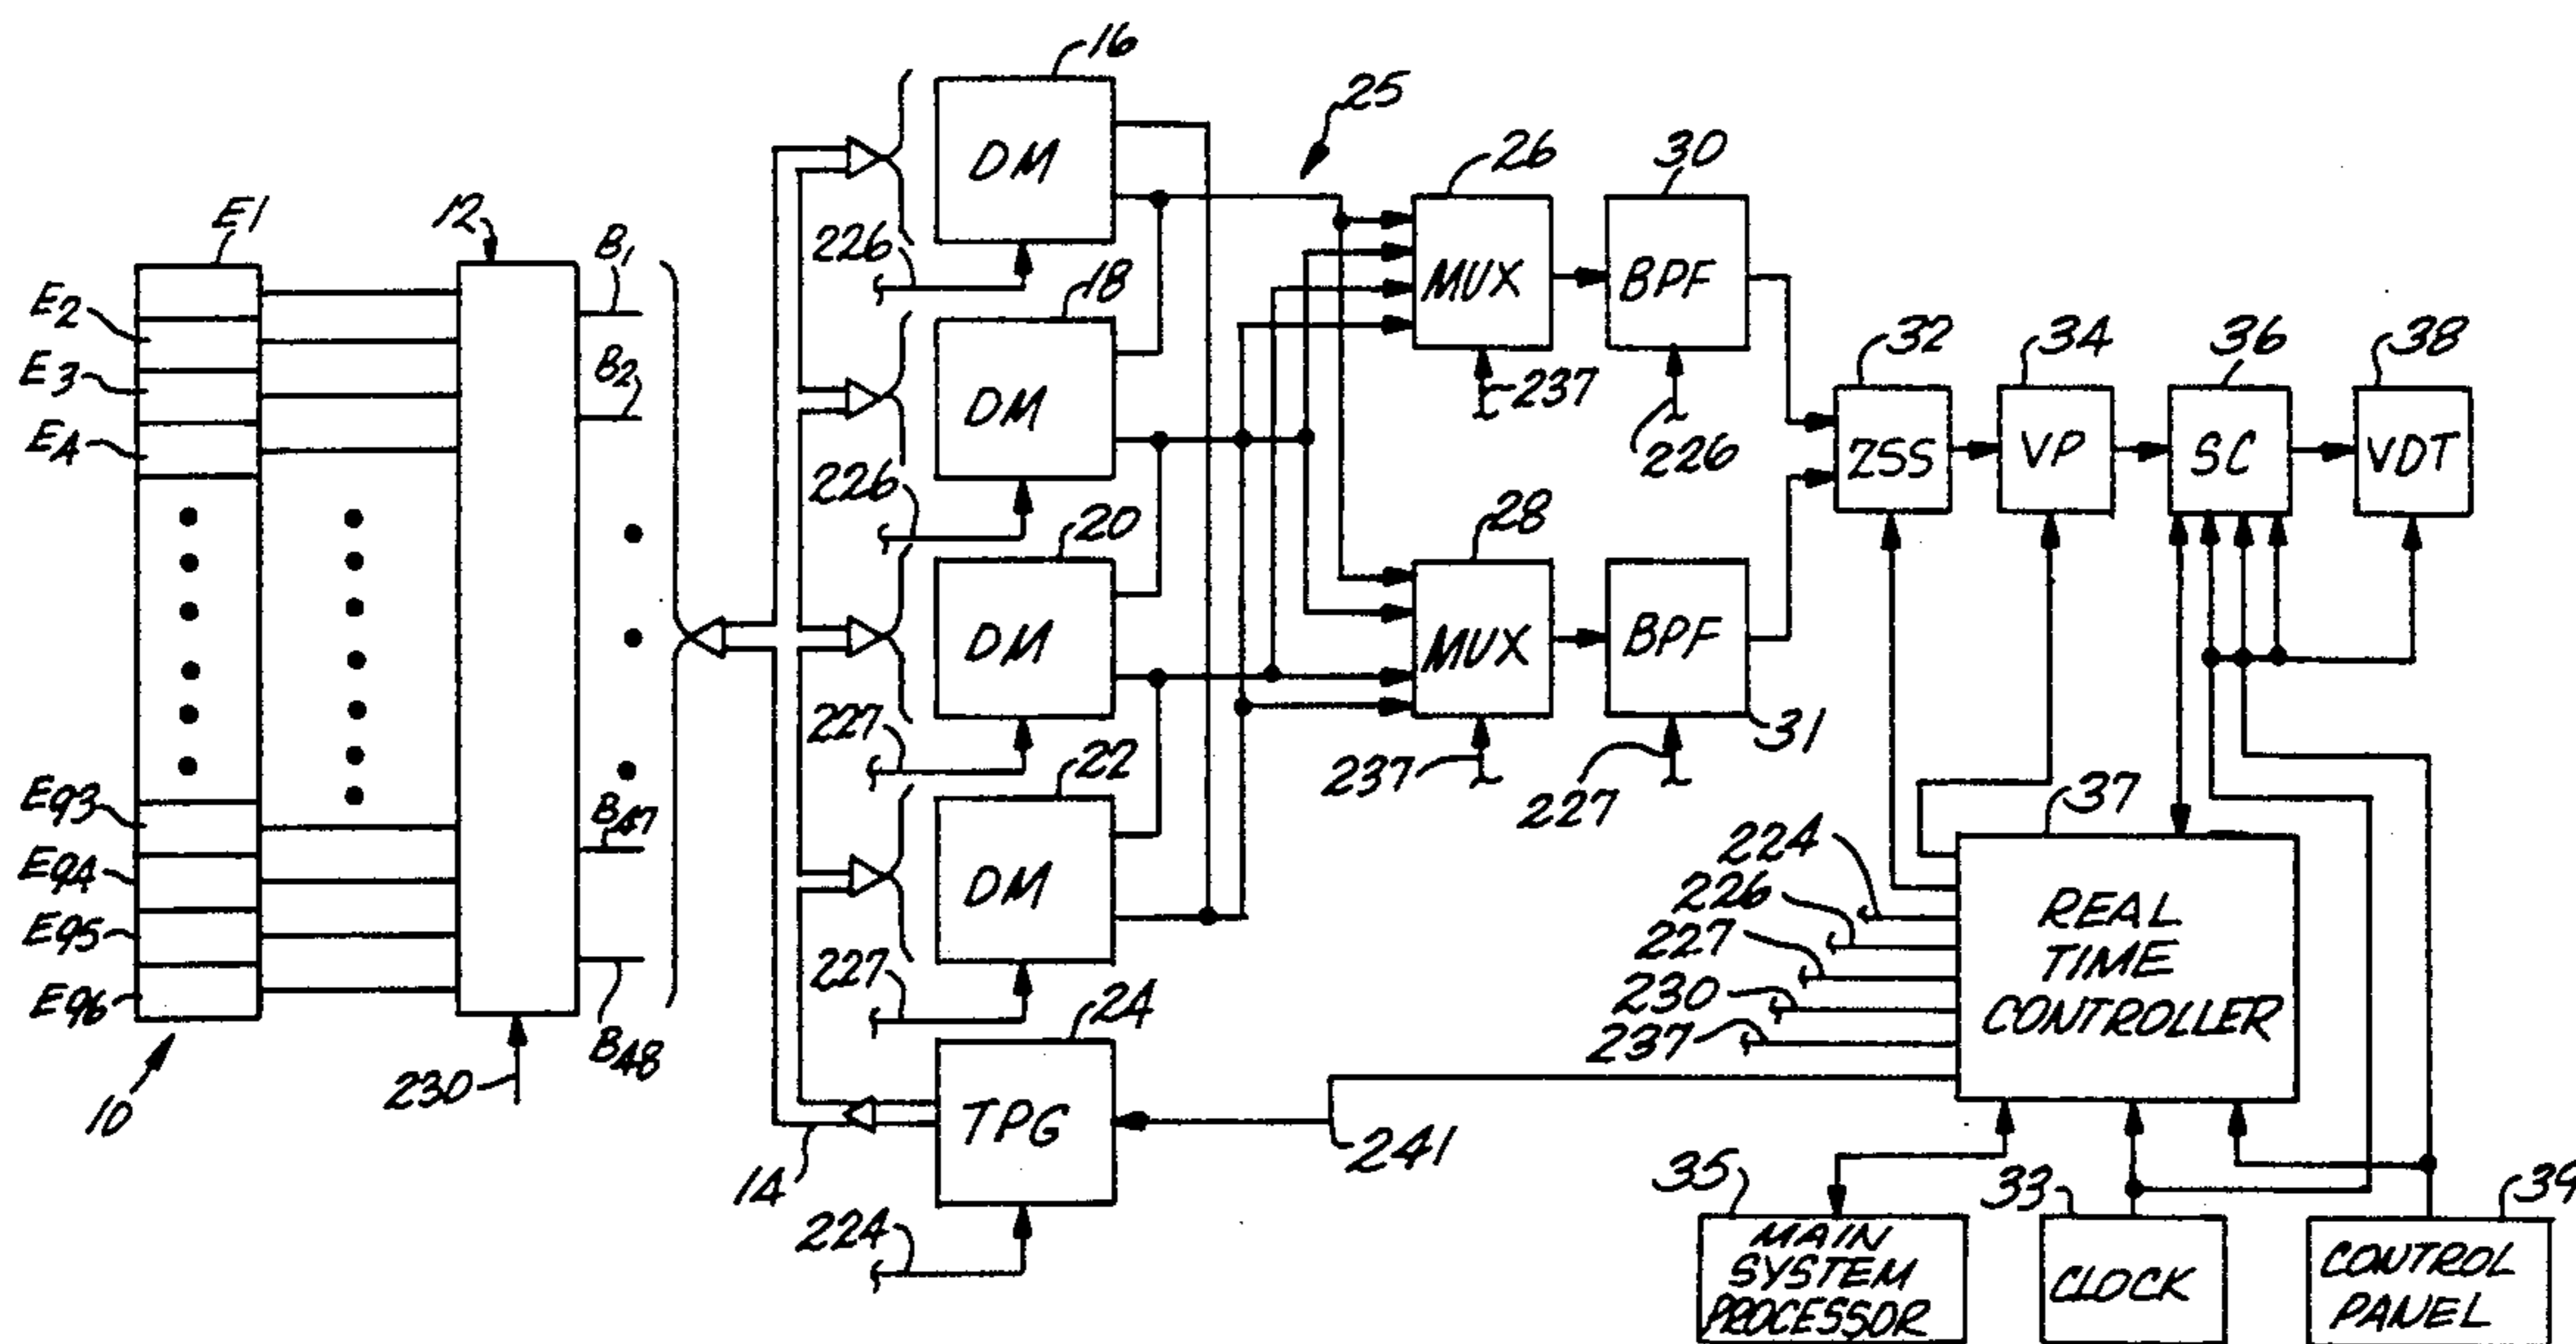 16
25
DM
26
30
E1
12
B1
226
MUX
BPF
E2
18
32
34
36
38
E3
B2
DM
237
226
ZSS
VP
SC
VDT
E4
226
20
28
DM
MUX
BPF
227
22
237
227
31
37
E93
B47
DM
224
E94
226
REAL
TIME
CONTROLLER
E95
227
227
230
E96
24
237
B48
10
230
TPG
241
14
35
33
39
224
MAIN
SYSTEM
PROCESSOR
CLOCK
CONTROL
PANEL